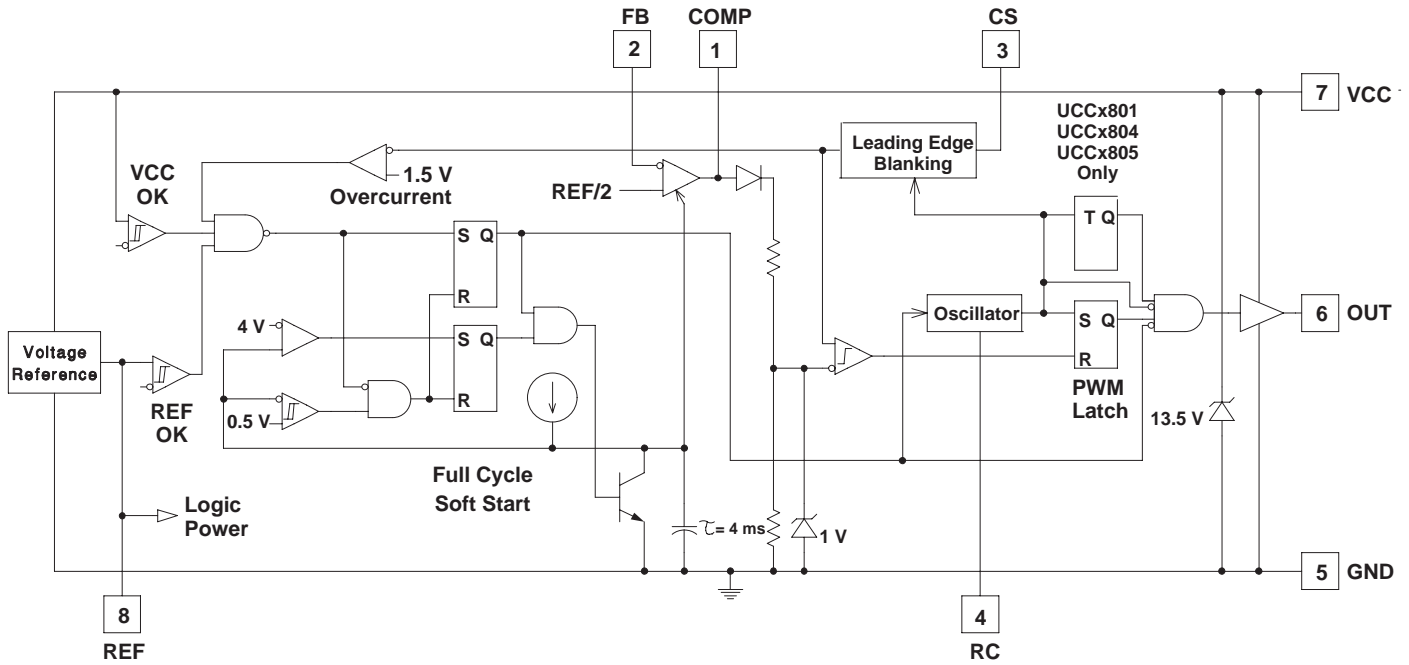 FB COMP CS
2 1 3
7 VCC
UCCx801
UCCx804
UCCx805
Only
Leading Edge
Blanking
1.5 V
Overcurrent
VCC
OK
REF/2
T Q
S Q
R
4 V
Oscillator
S Q
R
6 OUT
S Q
R
Voltage
Reference
REF
OK
0.5 V
PWM
Latch
13.5 V
Full Cycle
Soft Start
Logic
Power
τ= 4 ms
1 V
5 GND
8
REF
4
RC